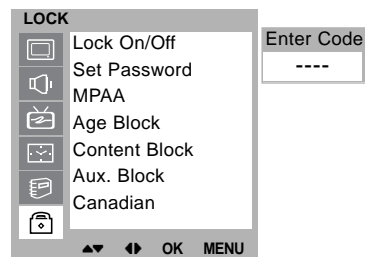 LOCK
Lock On/Off
Set Password
MPAA
Age Block
Content Block
Aux. Block
Canadian
Enter Code
----
▲▼ ◀▶ OK MENU